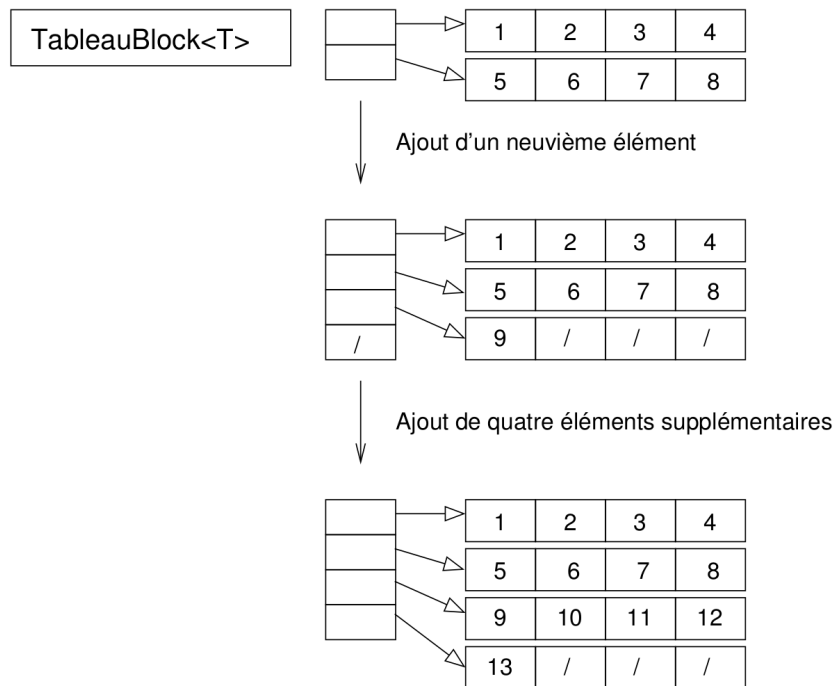 TableauBlock<T>
1 2 3 4
5 6 7 8
Ajout d'un neuvième élément
1 2 3 4
5 6 7 8
/ 9 / / /
Ajout de quatre éléments supplémentaires
1 2 3 4
5 6 7 8
9 10 11 12
13 / / /